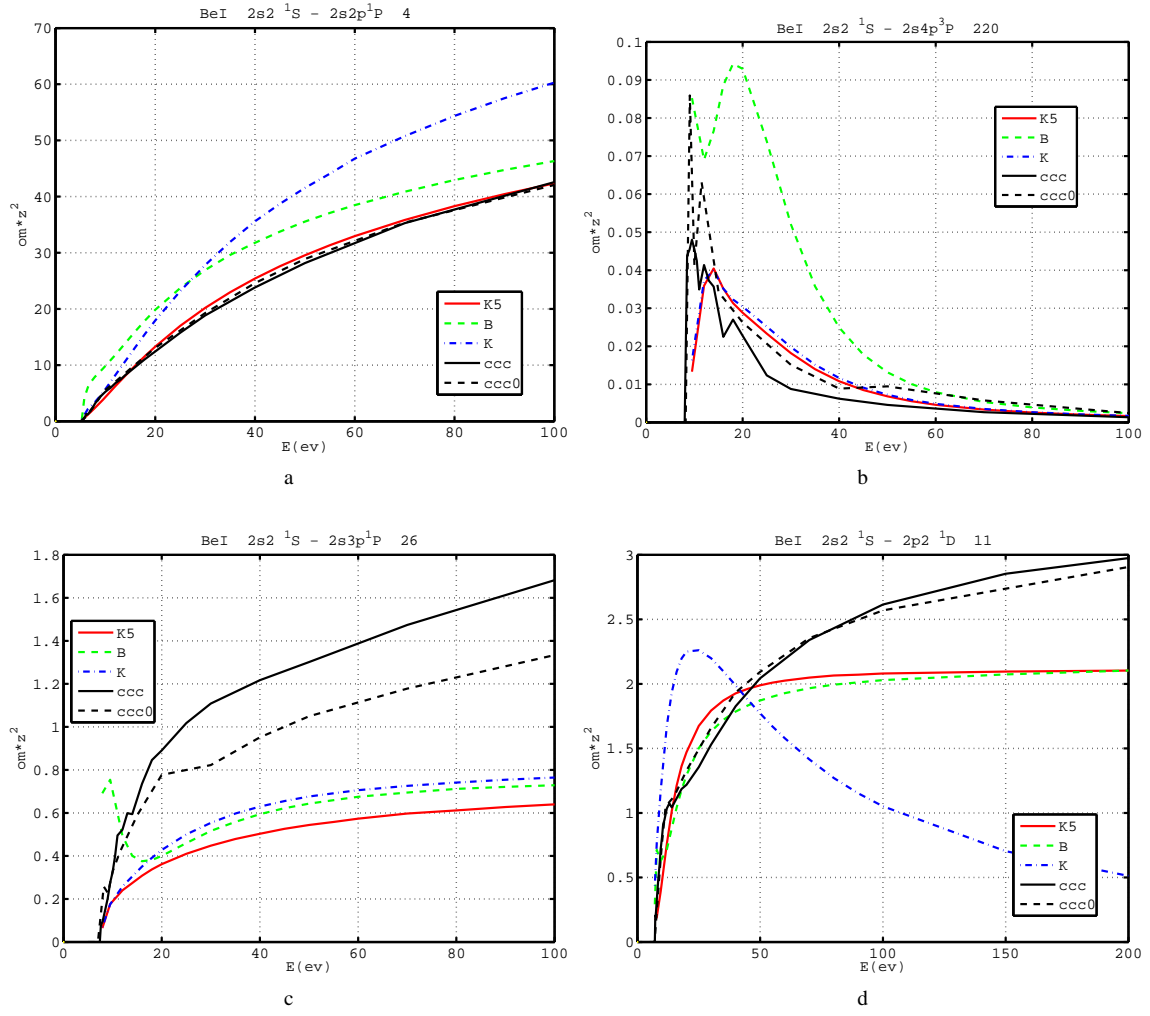 BeI 2s2 ¹S - 2s2p¹P 4
70
60
50
40
30
20
10
0
om*z²
0 20 40 60 80 100
E(ev)
K5
B
K
ccc
ccc0
a
BeI 2s2 ¹S - 2s4p³P 220
0.1
0.09
0.08
0.07
0.06
0.05
0.04
0.03
0.02
0.01
0
om*z²
0 20 40 60 80 100
E(ev)
K5
B
K
ccc
ccc0
b
BeI 2s2 ¹S - 2s3p¹P 26
1.8
1.6
1.4
1.2
1
0.8
0.6
0.4
0.2
0
om*z²
0 20 40 60 80 100
E(ev)
K5
B
K
ccc
ccc0
c
BeI 2s2 ¹S - 2p2 ¹D 11
3
2.5
2
1.5
1
0.5
0
om*z²
0 50 100 150 200
E(ev)
K5
B
K
ccc
ccc0
d